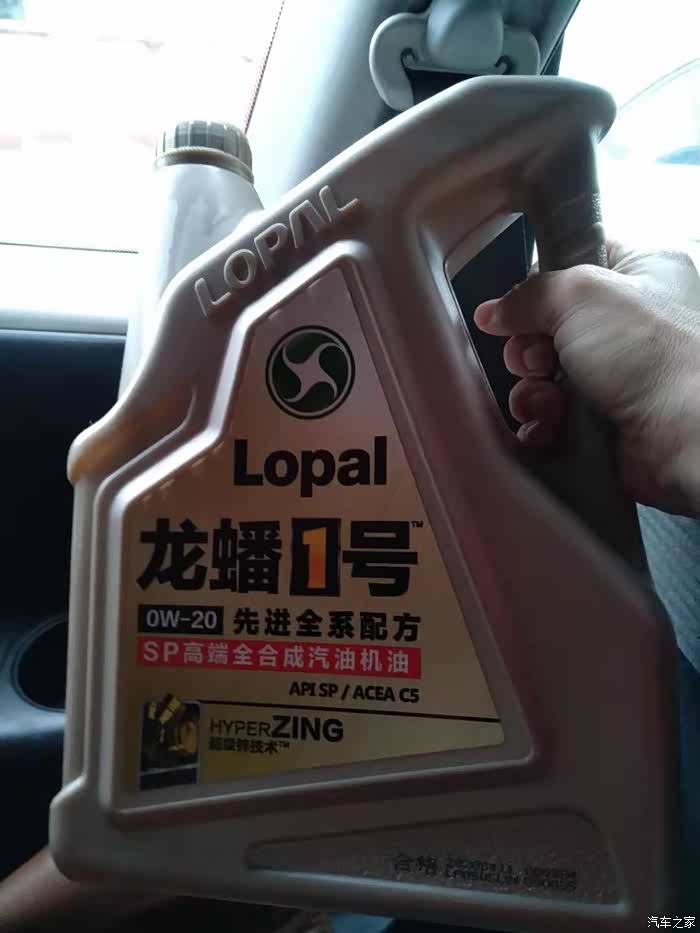 LOPAL
Lopal
龙蟠1号™
0W-20 先进全系配方
SP高端全合成汽油机油
API SP / ACEA C5
HYPERZING
超级锌技术™
合格
汽车之家